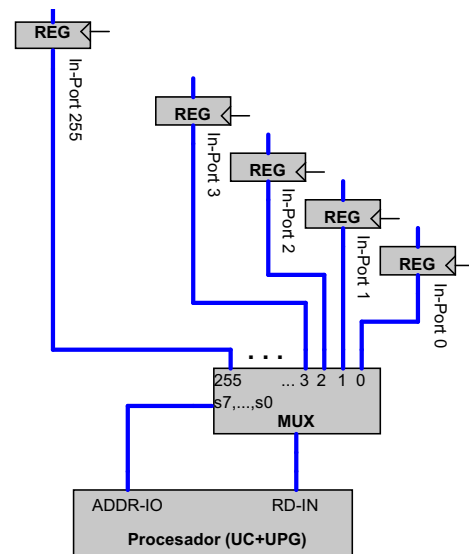 REG
In-Port 255
REG
In-Port 3
REG
In-Port 2
REG
In-Port 1
REG
In-Port 0
. . .
255 ... 3 2 1 0
s7,...,s0
MUX
ADDR-IO RD-IN
Procesador (UC+UPG)